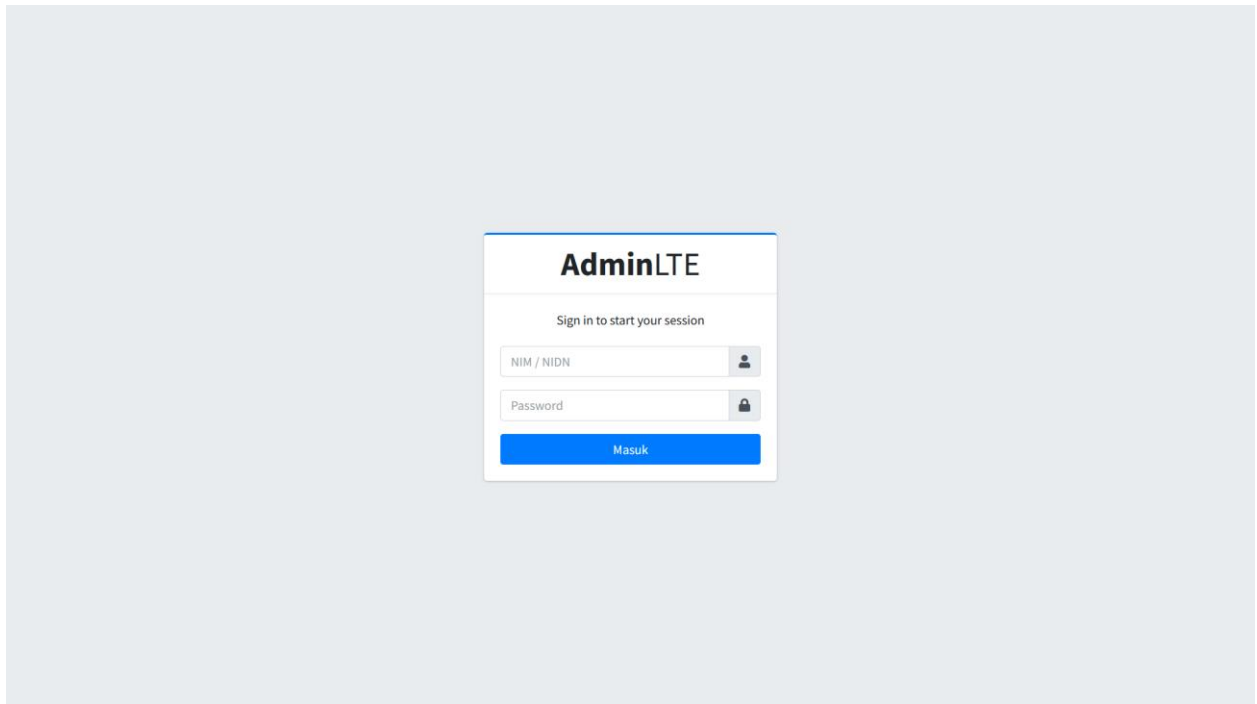 AdminLTE
Sign in to start your session
NIM / NIDN
Password
Masuk